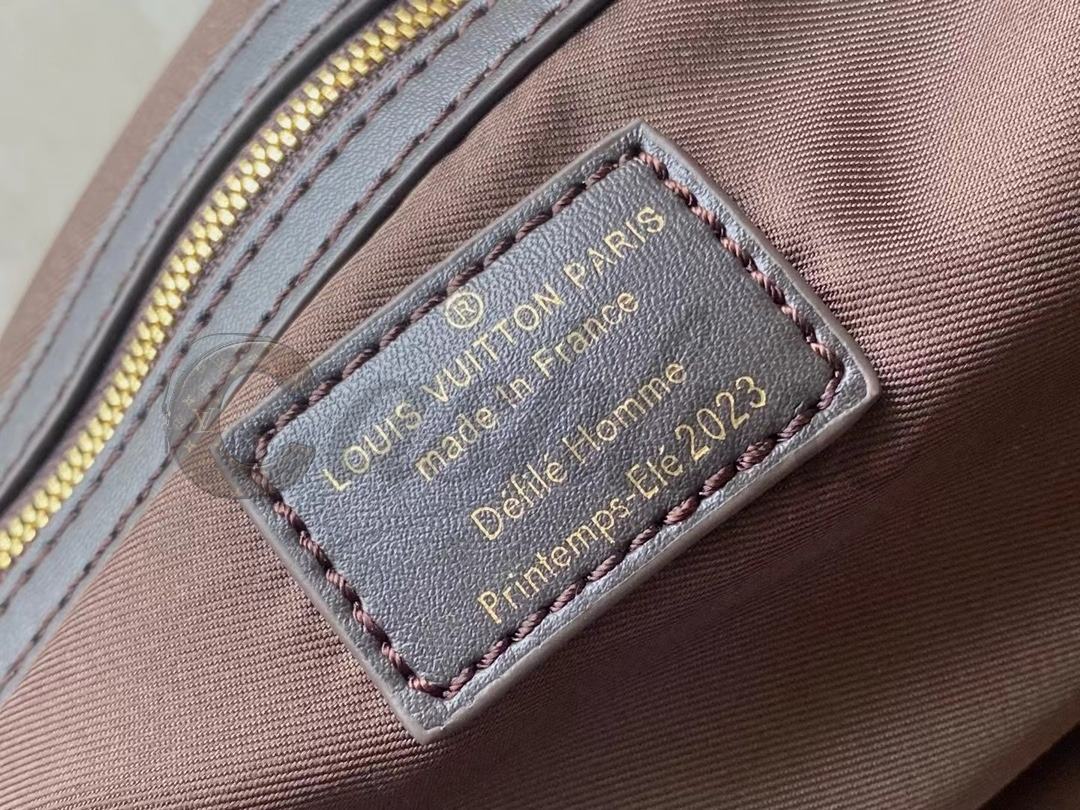 ®
LOUIS VUITTON PARIS
made in France
Défilé Homme
Printemps-Eté 2023